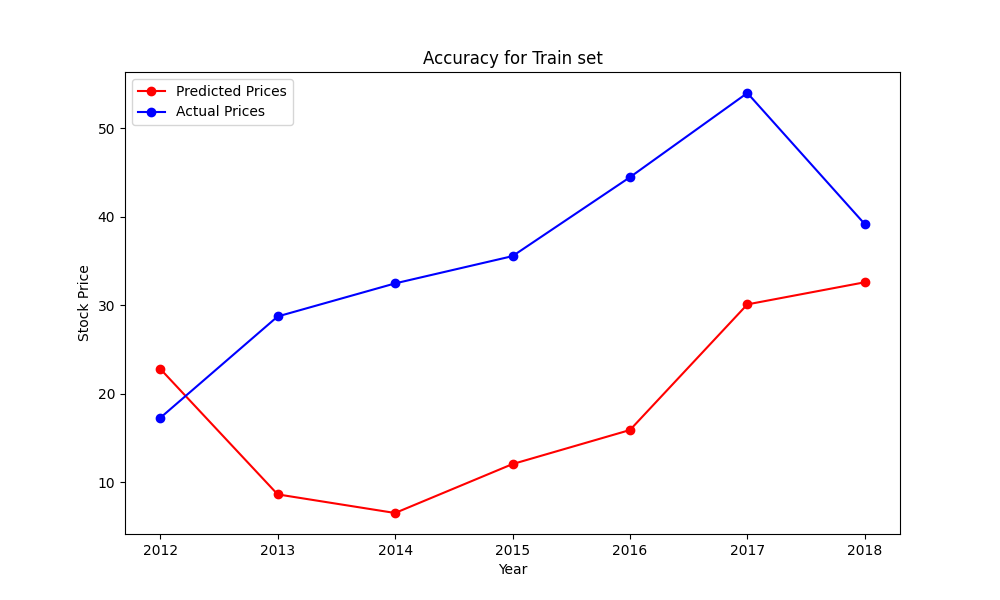 Accuracy for Train set
Predicted Prices
Actual Prices
Stock Price
50
40
30
20
10
2012 2013 2014 2015 2016 2017 2018
Year